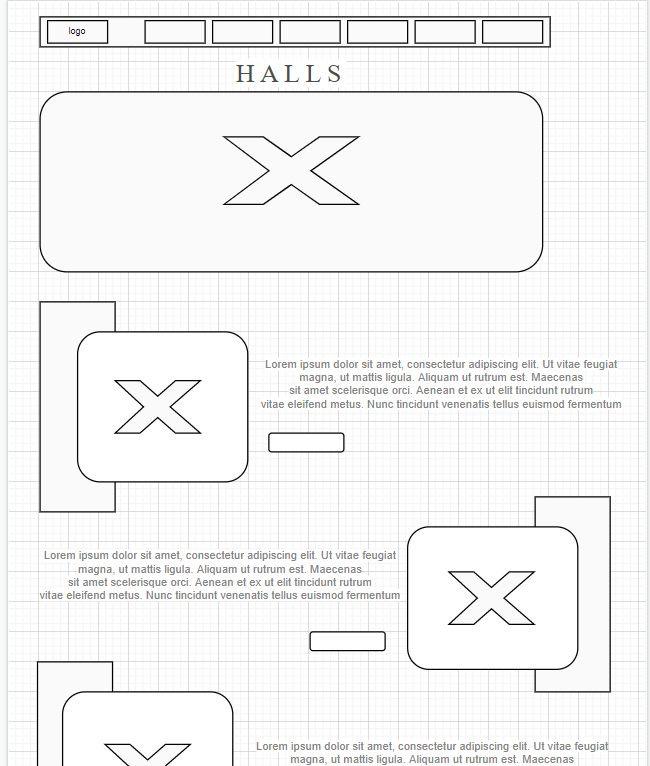 logo
HALLS
Lorem ipsum dolor sit amet, consectetur adipiscing elit. Ut vitae feugiat
magna, ut mattis ligula. Aliquam ut rutrum est. Maecenas
sit amet scelerisque orci. Aenean et ex ut elit tincidunt rutrum
vitae eleifend metus. Nunc tincidunt venenatis tellus euismod fermentum
Lorem ipsum dolor sit amet, consectetur adipiscing elit. Ut vitae feugiat
magna, ut mattis ligula. Aliquam ut rutrum est. Maecenas
sit amet scelerisque orci. Aenean et ex ut elit tincidunt rutrum
vitae eleifend metus. Nunc tincidunt venenatis tellus euismod fermentum
Lorem ipsum dolor sit amet, consectetur adipiscing elit. Ut vitae feugiat
magna, ut mattis ligula. Aliquam ut rutrum est. Maecenas